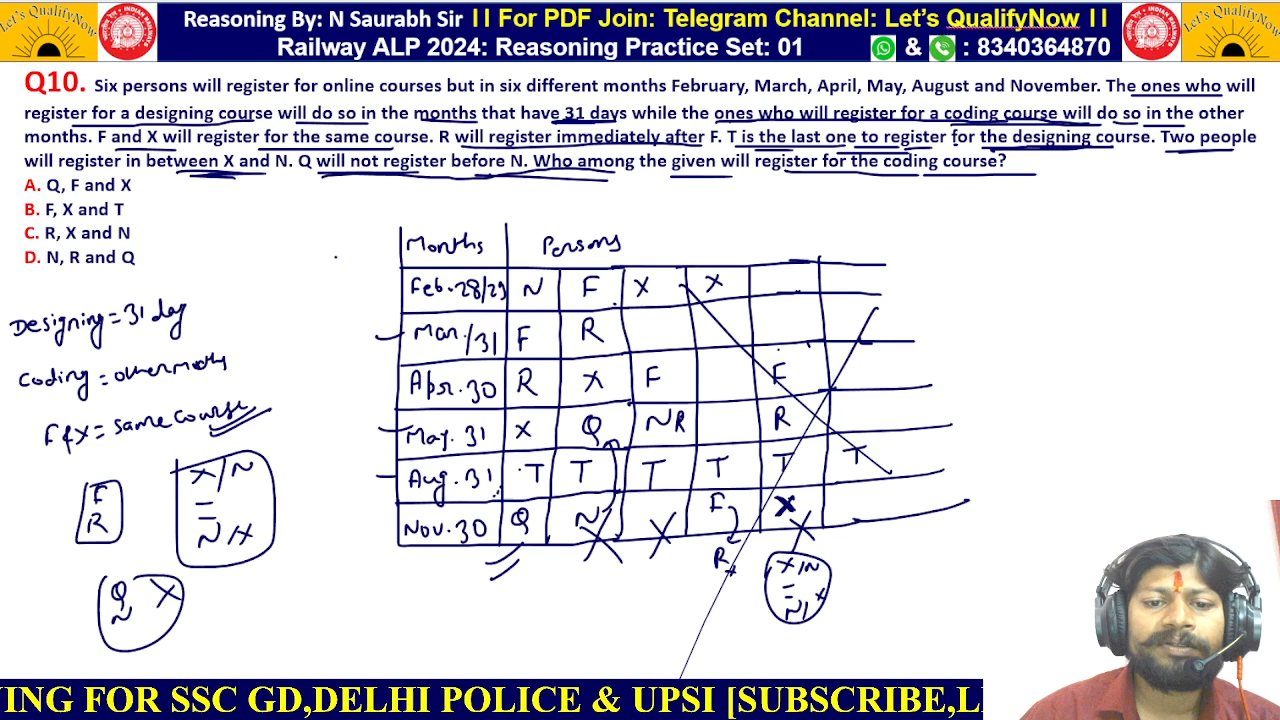 Let's QualifyNow
Reasoning By: N Saurabh Sir II For PDF Join: Telegram Channel: Let's QualifyNow II
Railway ALP 2024: Reasoning Practice Set: 01 & : 8340364870
Let's QualifyNow
Q10. Six persons will register for online courses but in six different months February, March, April, May, August and November. The ones who will
register for a designing course will do so in the months that have 31 days while the ones who will register for a coding course will do so in the other
months. F and X will register for the same course. R will register immediately after F. T is the last one to register for the designing course. Two people
will register in between X and N. Q will not register before N. Who among the given will register for the coding course?
A. Q, F and X
B. F, X and T
C. R, X and N
D. N, R and Q
Months Persons
Feb. 28/29 N F X X
Mar/31 F R
Apr. 30 R X F F
May. 31 X Q N R R
Aug. 31 T T T T T T
Nov. 30 Q N X F X X
R
Designing = 31 day
Coding = other moths
F & X = same course
F
R
X/N
=
N/X
Q X
N
X/N
=
N/X
VING FOR SSC GD,DELHI POLICE & UPSI [SUBSCRIBE,L